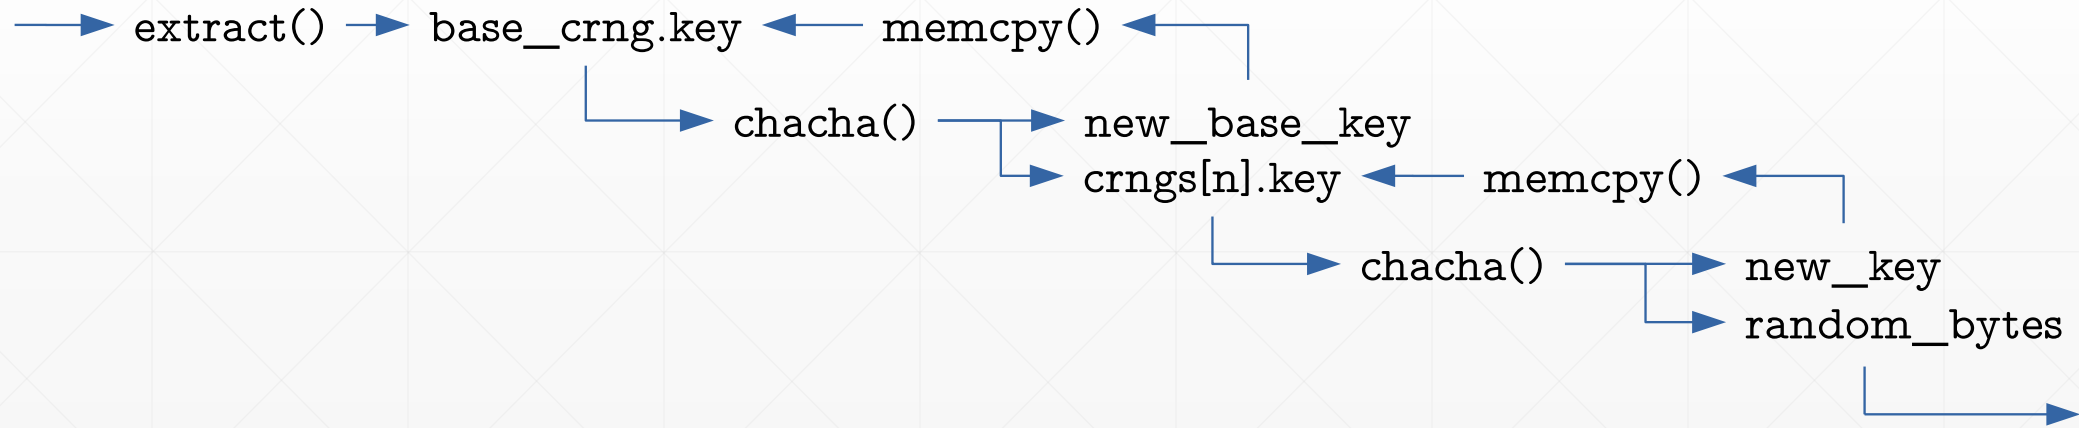 extract() base_crng.key memcpy()
chacha() new_base_key
crngs[n].key memcpy()
chacha() new_key
random_bytes